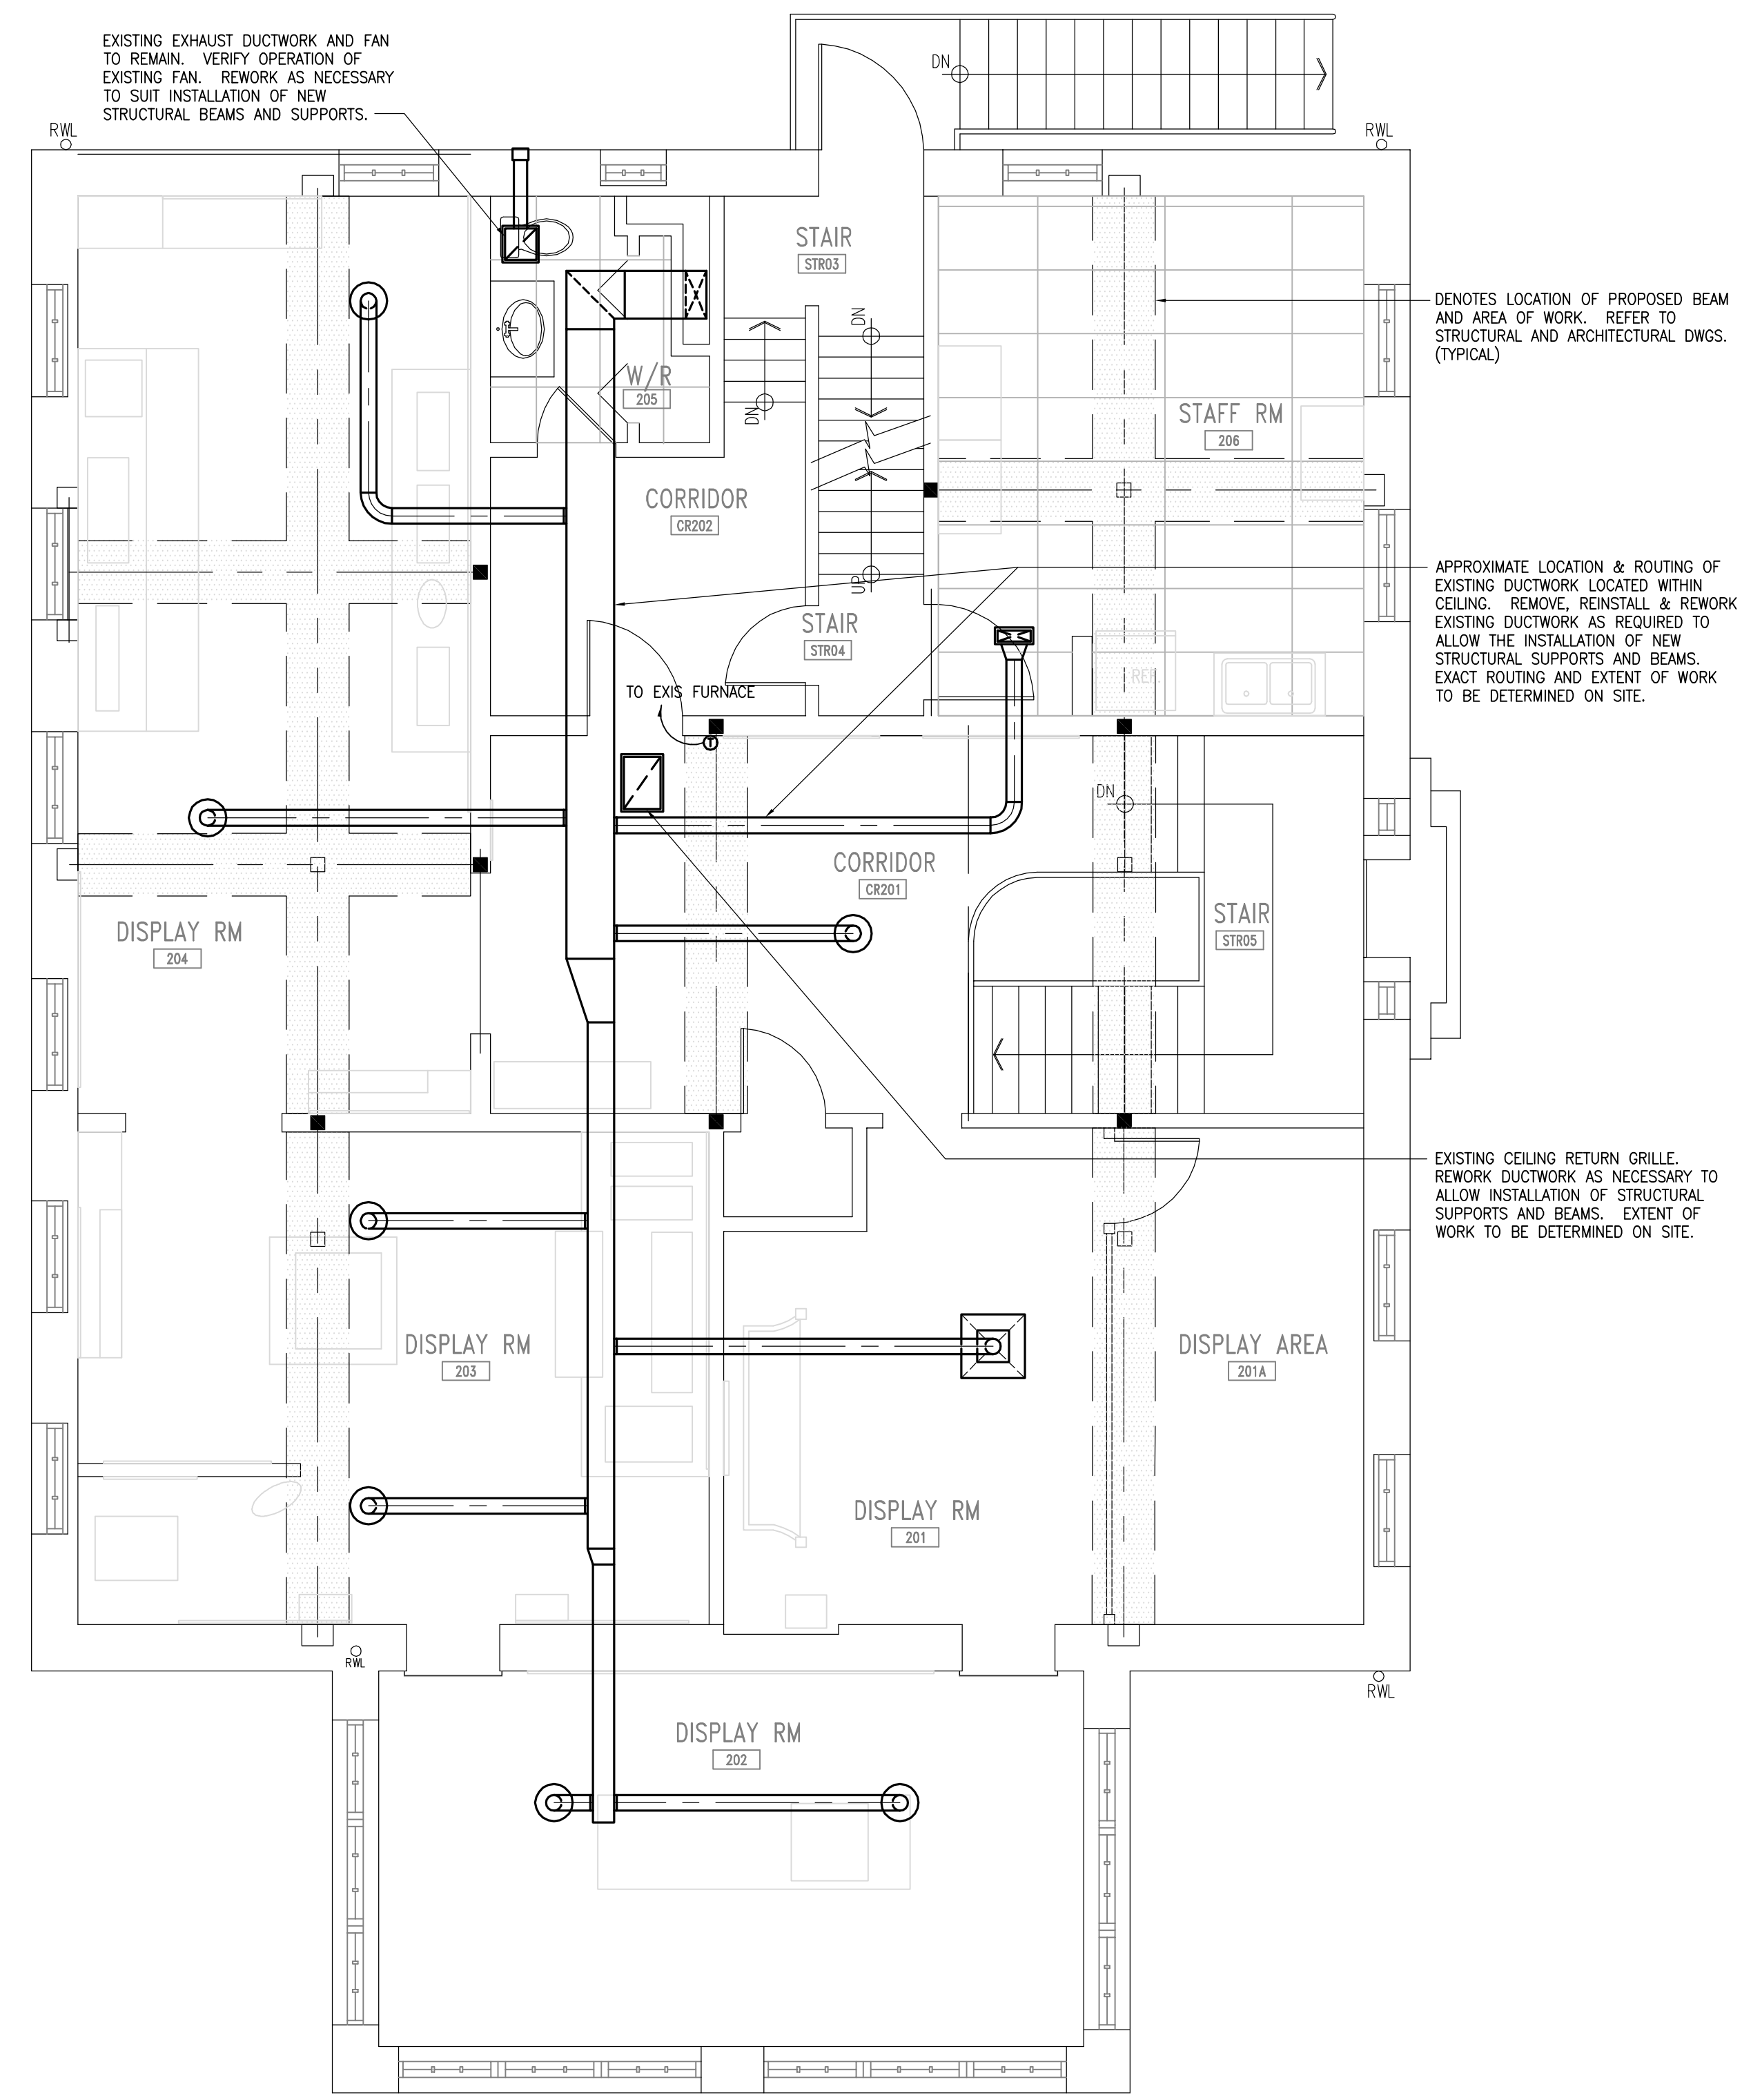 EXISTING EXHAUST DUCTWORK AND FAN
TO REMAIN. VERIFY OPERATION OF
EXISTING FAN. REWORK AS NECESSARY
TO SUIT INSTALLATION OF NEW
STRUCTURAL BEAMS AND SUPPORTS.
DN
RWL
RWL
STAIR
STR03
DENOTES LOCATION OF PROPOSED BEAM
AND AREA OF WORK. REFER TO
STRUCTURAL AND ARCHITECTURAL DWGS.
(TYPICAL)
DN
W/R
205
DN
STAFF RM
206
CORRIDOR
CR202
UP
APPROXIMATE LOCATION & ROUTING OF
EXISTING DUCTWORK LOCATED WITHIN
CEILING. REMOVE, REINSTALL & REWORK
EXISTING DUCTWORK AS REQUIRED TO
ALLOW THE INSTALLATION OF NEW
STRUCTURAL SUPPORTS AND BEAMS.
EXACT ROUTING AND EXTENT OF WORK
TO BE DETERMINED ON SITE.
STAIR
STR04
REF.
TO EXIS FURNACE
T
DN
CORRIDOR
CR201
STAIR
STR05
DISPLAY RM
204
EXISTING CEILING RETURN GRILLE.
REWORK DUCTWORK AS NECESSARY TO
ALLOW INSTALLATION OF STRUCTURAL
SUPPORTS AND BEAMS. EXTENT OF
WORK TO BE DETERMINED ON SITE.
DISPLAY RM
203
DISPLAY AREA
201A
DISPLAY RM
201
RWL
RWL
DISPLAY RM
202